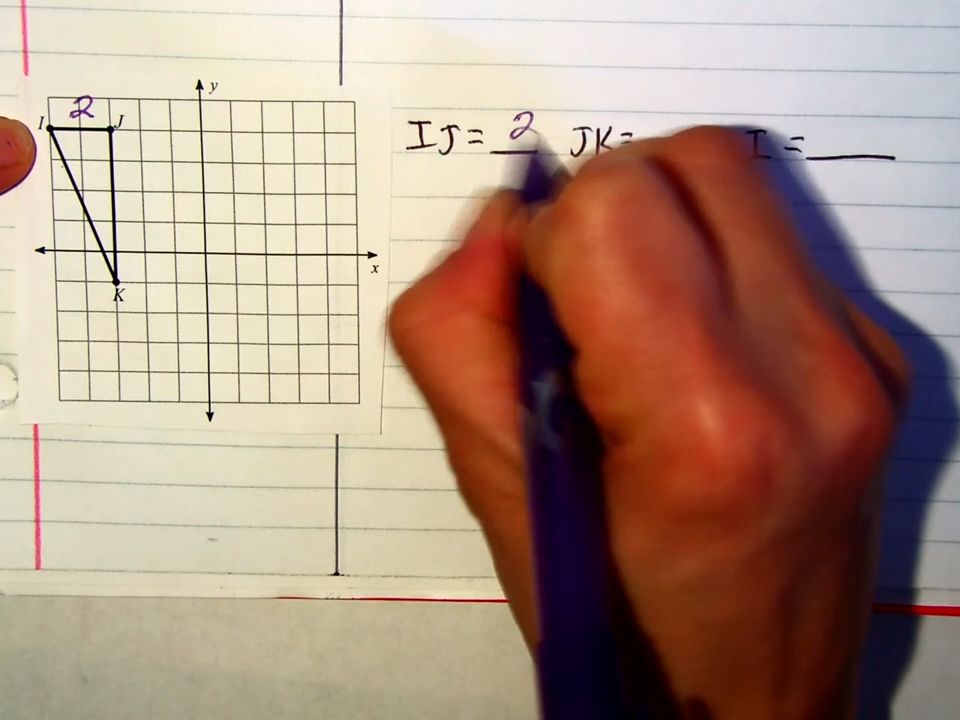 y
2
I J
x
K
IJ = 2 JK= I =